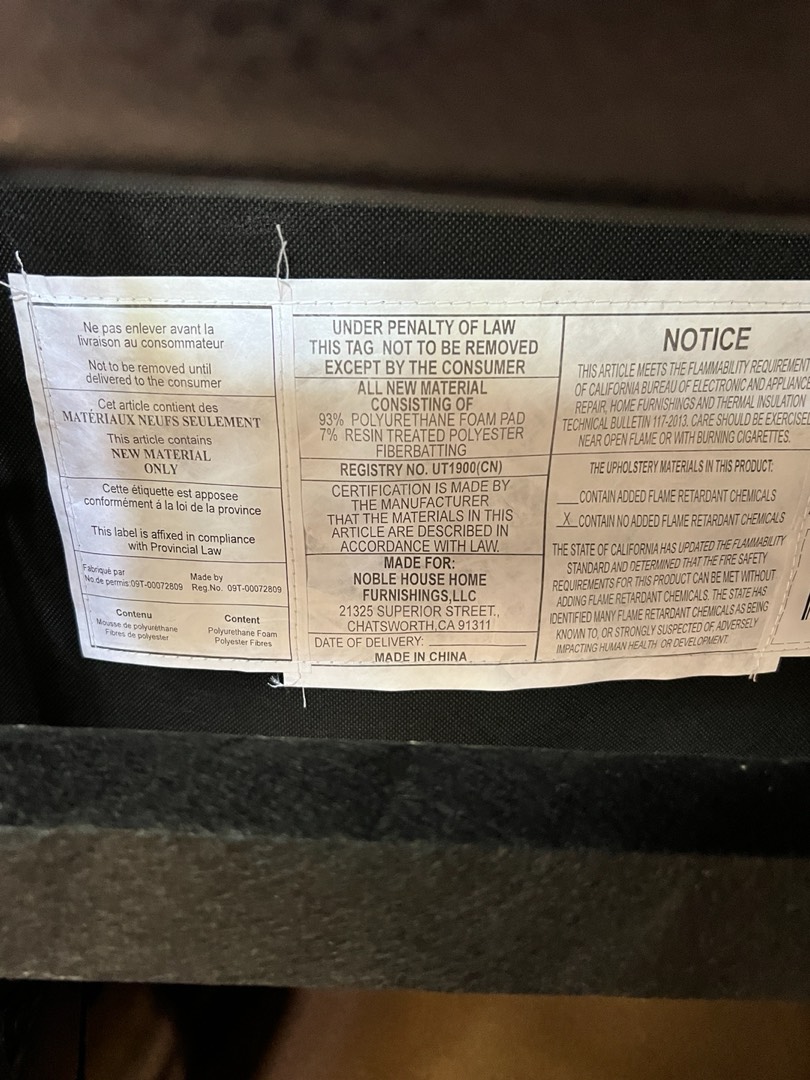 Ne pas enlever avant la
livraison au consommateur
Not to be removed until
delivered to the consumer
Cet article contient des
MATÉRIAUX NEUFS SEULEMENT
This article contains
NEW MATERIAL
ONLY
Cette étiquette est apposee
conformément á la loi de la province
This label is affixed in compliance
with Provincial Law
Fabriqué par
No.de permis:09T-00072809
Made by
Reg.No. 09T-00072809
Contenu
Mousse de polyuréthane
Fibres de polyester
Content
Polyurethane Foam
Polyester Fibres
UNDER PENALTY OF LAW
THIS TAG NOT TO BE REMOVED
EXCEPT BY THE CONSUMER
ALL NEW MATERIAL
CONSISTING OF
93% POLYURETHANE FOAM PAD
7% RESIN TREATED POLYESTER
FIBERBATTING
REGISTRY NO. UT1900(CN)
CERTIFICATION IS MADE BY
THE MANUFACTURER
THAT THE MATERIALS IN THIS
ARTICLE ARE DESCRIBED IN
ACCORDANCE WITH LAW.
MADE FOR:
NOBLE HOUSE HOME
FURNISHINGS,LLC
21325 SUPERIOR STREET.,
CHATSWORTH,CA 91311
DATE OF DELIVERY:
MADE IN CHINA
NOTICE
THIS ARTICLE MEETS THE FLAMMABILITY REQUIREMENT
OF CALIFORNIA BUREAU OF ELECTRONIC AND APPLIANCE
REPAIR, HOME FURNISHINGS AND THERMAL INSULATION
TECHNICAL BULLETIN 117-2013. CARE SHOULD BE EXERCISED
NEAR OPEN FLAME OR WITH BURNING CIGARETTES.
THE UPHOLSTERY MATERIALS IN THIS PRODUCT:
CONTAIN ADDED FLAME RETARDANT CHEMICALS
X CONTAIN NO ADDED FLAME RETARDANT CHEMICALS
THE STATE OF CALIFORNIA HAS UPDATED THE FLAMMABILITY
STANDARD AND DETERMINED THAT THE FIRE SAFETY
REQUIREMENTS FOR THIS PRODUCT CAN BE MET WITHOUT
ADDING FLAME RETARDANT CHEMICALS. THE STATE HAS
IDENTIFIED MANY FLAME RETARDANT CHEMICALS AS BEING
KNOWN TO, OR STRONGLY SUSPECTED OF, ADVERSELY
IMPACTING HUMAN HEALTH OR DEVELOPMENT.